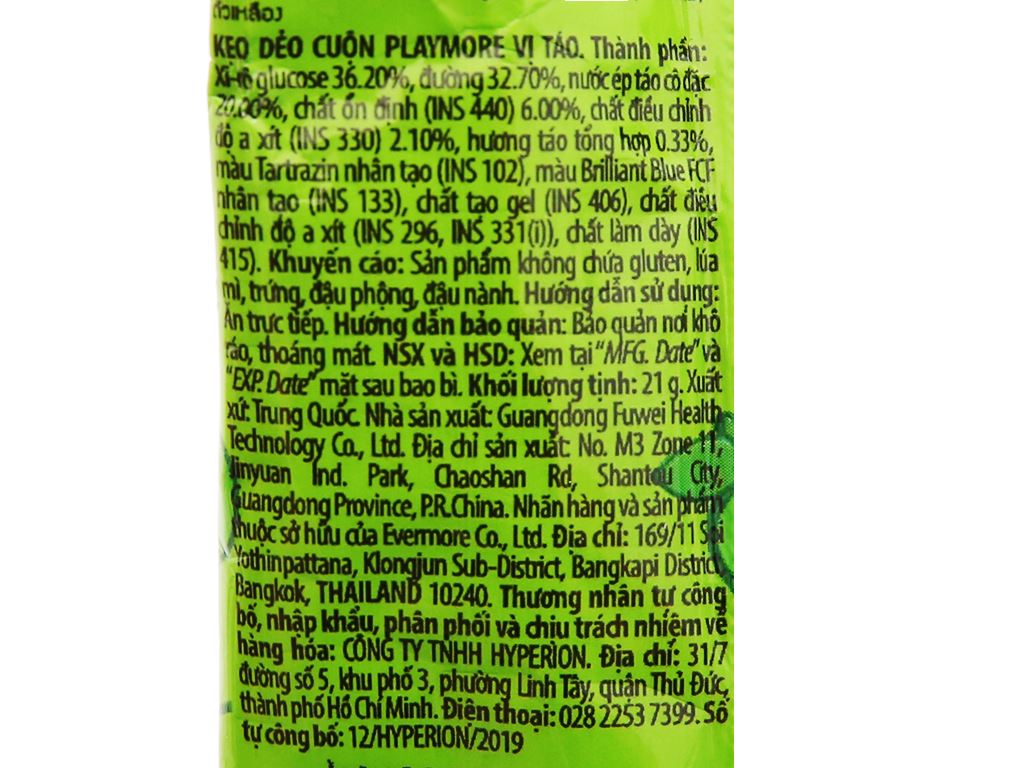 ถั่วเหลือง
KẸO DẺO CUỘN PLAYMORE VỊ TÁO. Thành phần:
Xi-rô glucose 36.20%, đường 32.70%, nước ép táo cô đặc
20.00%, chất ổn định (INS 440) 6.00%, chất điều chỉnh
độ a xít (INS 330) 2.10%, hương táo tổng hợp 0.33%,
màu Tartrazin nhân tạo (INS 102), màu Brilliant Blue FCF
nhân tạo (INS 133), chất tạo gel (INS 406), chất điều
chỉnh độ a xít (INS 296, INS 331(i)), chất làm dày (INS
415). Khuyến cáo: Sản phẩm không chứa gluten, lúa
mì, trứng, đậu phộng, đậu nành. Hướng dẫn sử dụng:
Ăn trực tiếp. Hướng dẫn bảo quản: Bảo quản nơi khô
ráo, thoáng mát. NSX và HSD: Xem tại "MFG. Date" và
"EXP. Date" mặt sau bao bì. Khối lượng tịnh: 21 g. Xuất
xứ: Trung Quốc. Nhà sản xuất: Guangdong Fuwei Health
Technology Co., Ltd. Địa chỉ sản xuất: No. M3 Zone 11,
Jinyuan Ind. Park, Chaoshan Rd, Shantou City,
Guangdong Province, P.R.China. Nhãn hàng và sản phẩm
thuộc sở hữu của Evermore Co., Ltd. Địa chỉ: 169/11 Soi
Yothinpattana, Klongjun Sub-District, Bangkapi District,
Bangkok, THAILAND 10240. Thương nhân tự công
bố, nhập khẩu, phân phối và chịu trách nhiệm về
hàng hóa: CÔNG TY TNHH HYPERION. Địa chỉ: 31/7
đường số 5, khu phố 3, phường Linh Tây, quận Thủ Đức,
thành phố Hồ Chí Minh. Điện thoại: 028 2253 7399. Số
tự công bố: 12/HYPERION/2019